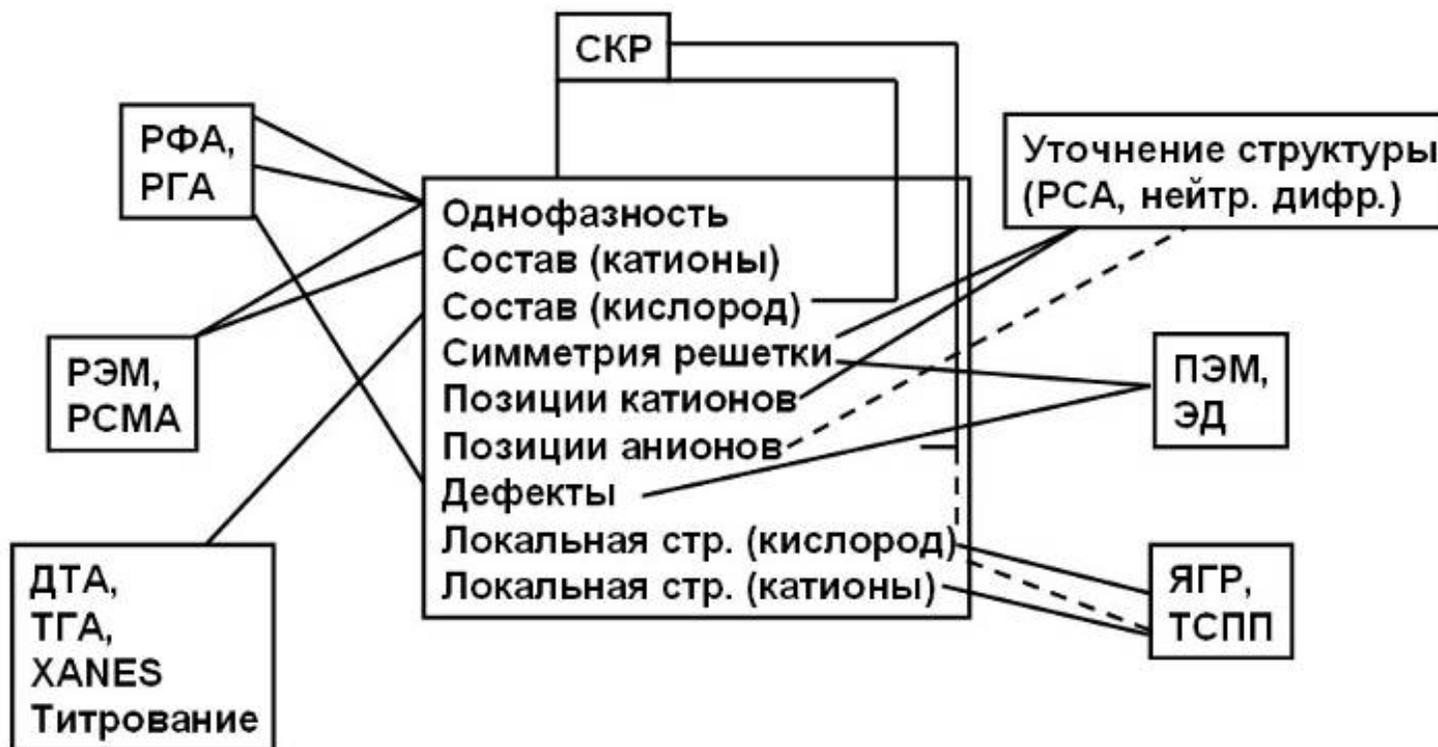 СКР
РФА,
РГА
Уточнение структуры
(РСА, нейтр. дифр.)
Однофазность
Состав (катионы)
Состав (кислород)
Симметрия решетки
Позиции катионов
Позиции анионов
Дефекты
Локальная стр. (кислород)
Локальная стр. (катионы)
РЭМ,
РСМА
ПЭМ,
ЭД
ДТА,
ТГА,
XANES
Титрование
ЯГР,
ТСПП